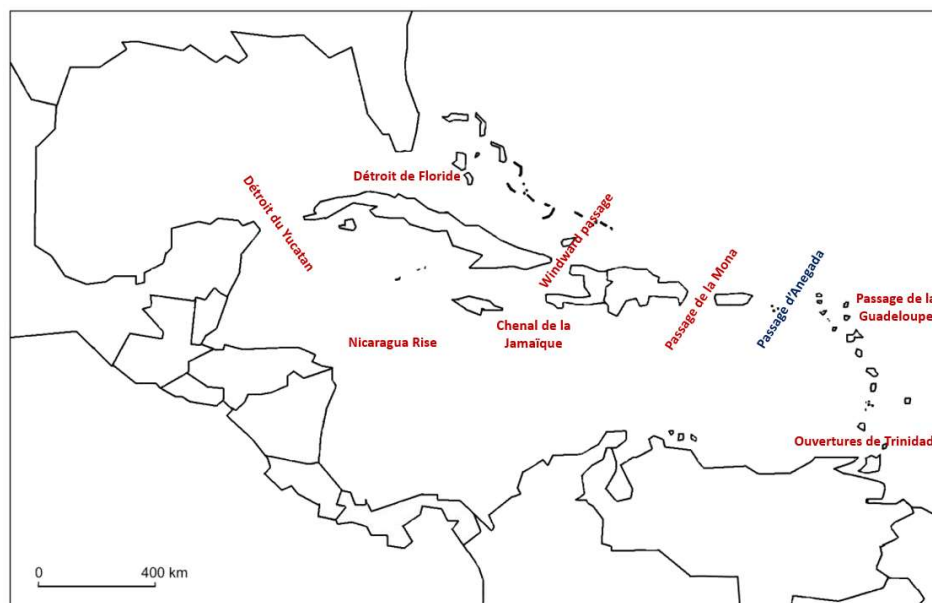 Détroit de Floride
Détroit du Yucatan
Windward passage
Passage de la Mona
Passage d'Anegada
Passage de la
Guadeloupe
Chenal de la
Jamaïque
Nicaragua Rise
Ouvertures de Trinidad
0 400 km